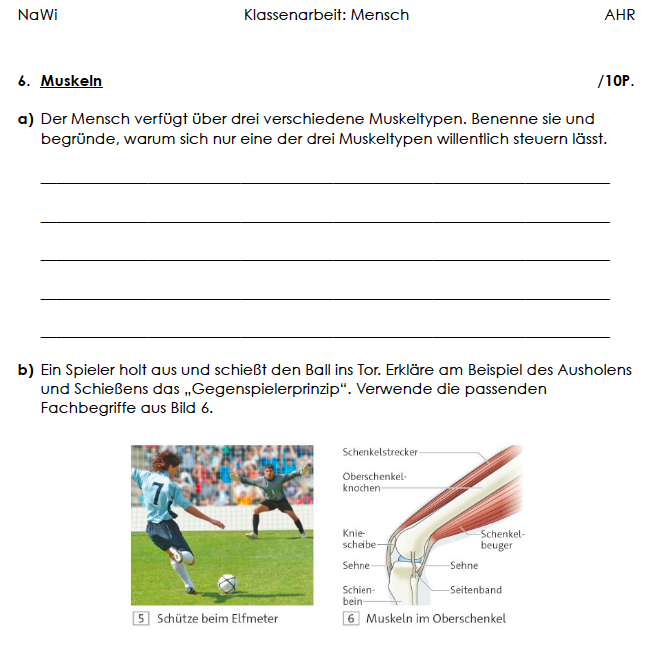 NaWi Klassenarbeit: Mensch AHR
6. Muskeln /10P.
a) Der Mensch verfügt über drei verschiedene Muskeltypen. Benenne sie und
begründe, warum sich nur eine der drei Muskeltypen willentlich steuern lässt.
b) Ein Spieler holt aus und schießt den Ball ins Tor. Erkläre am Beispiel des Ausholens
und Schießens das „Gegenspielerprinzip“. Verwende die passenden
Fachbegriffe aus Bild 6.
7
Schenkelstrecker
Oberschenkel-
knochen
Knie-
scheibe
Schenkel-
beuger
Sehne
Sehne
Schien-
bein
Seitenband
5 Schütze beim Elfmeter
6 Muskeln im Oberschenkel